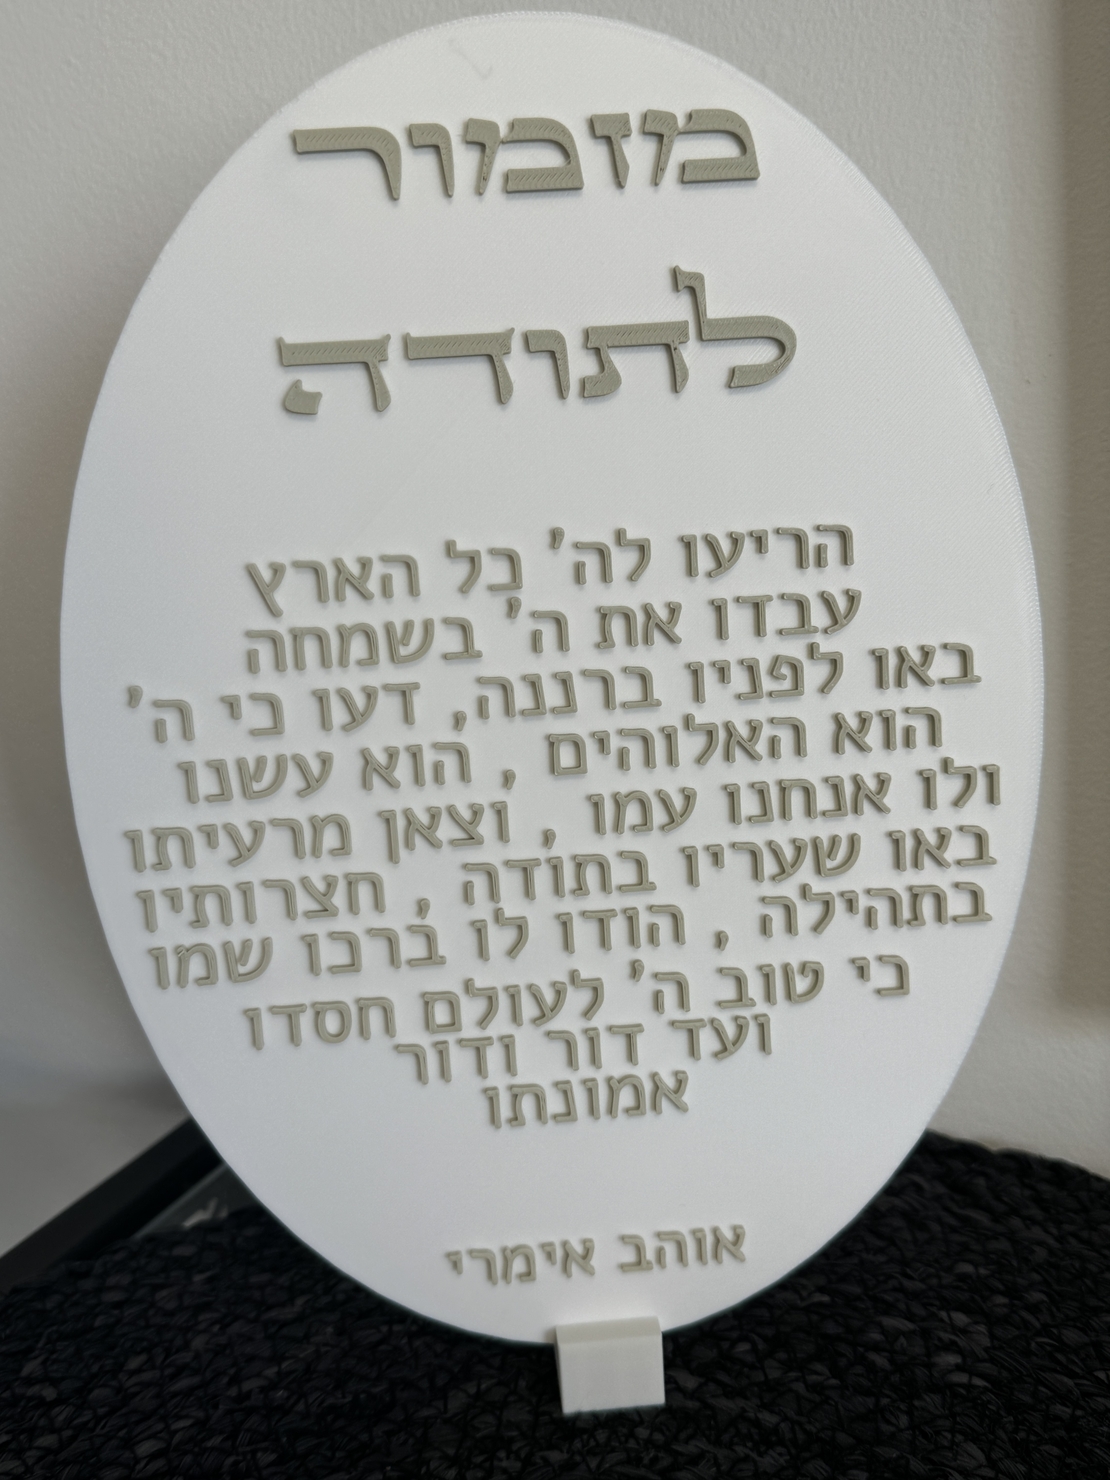 מזמור
לתודה
הריעו לה' כל הארץ
עבדו את ה' בשמחה
באו לפניו ברננה, דעו כי ה'
הוא האלוהים , הוא עשנו
ולו אנחנו עמו , וצאן מרעיתו
באו שעריו בתודה , חצרותיו
בתהילה , הודו לו ברכו שמו
כי טוב ה' לעולם חסדו
ועד דור ודור
אמונתו
אוהב אימרי